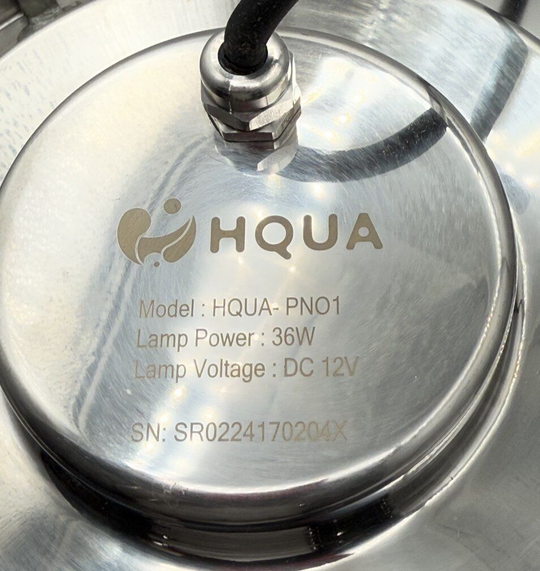 HQUA
Model : HQUA- PNO1
Lamp Power : 36W
Lamp Voltage : DC 12V
SN: SR0224170204X